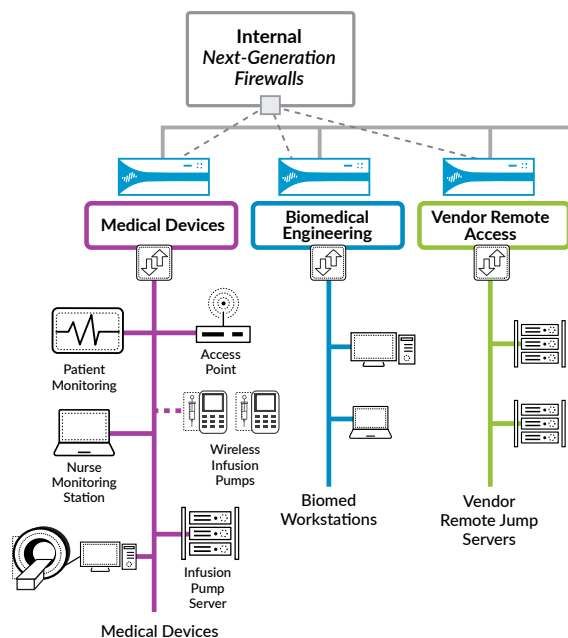 Internal
Next-Generation
Firewalls
Medical Devices
Biomedical
Engineering
Vendor Remote
Access
Patient
Monitoring
Access
Point
Nurse
Monitoring
Station
Wireless
Infusion
Pumps
Infusion
Pump
Server
Medical Devices
Biomed
Workstations
Vendor
Remote Jump
Servers